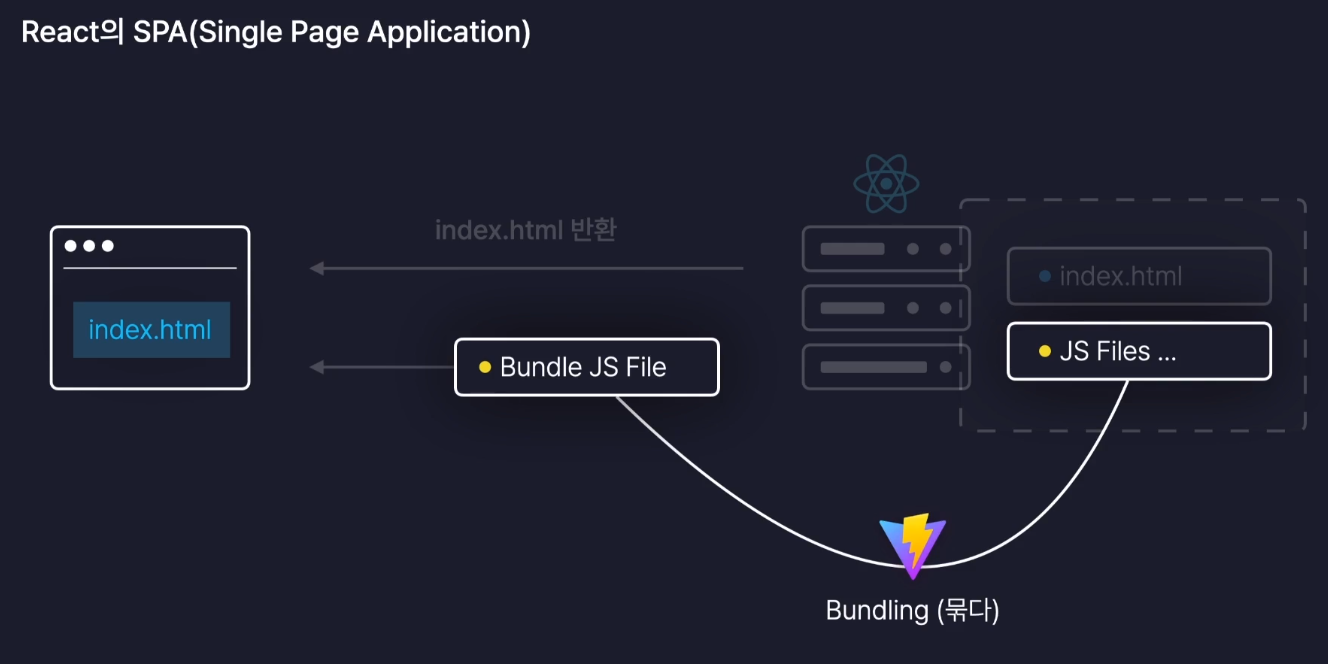 React의 SPA(Single Page Application)
index.html 반환
index.html
index.html
Bundle JS File
JS Files ...
Bundling (묶다)